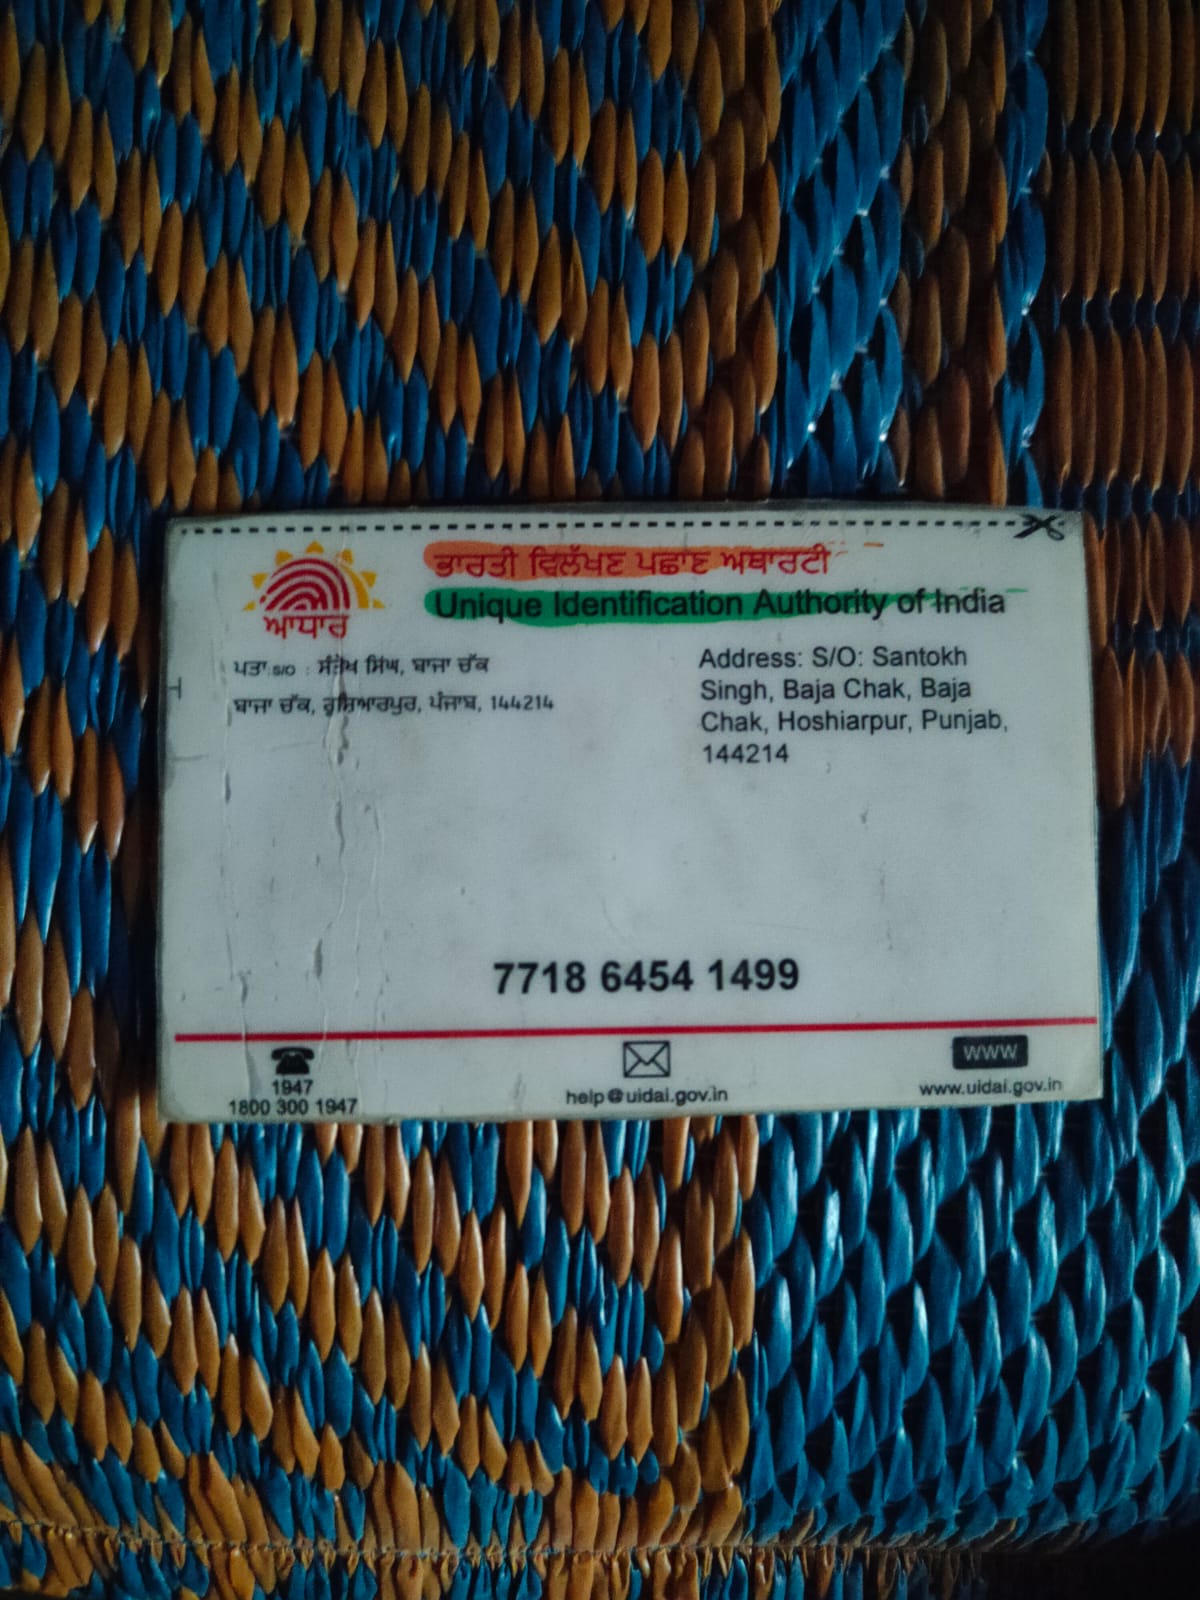 ਆਧਾਰ
ਭਾਰਤੀ ਵਿਲੱਖਣ ਪਛਾਣ ਅਥਾਰਟੀ
Unique Identification Authority of India
ਪਤਾ: S/O : ਸੰਤੋਖ ਸਿੰਘ, ਬਾਜਾ ਚੱਕ
ਬਾਜਾ ਚੱਕ, ਹੁਸ਼ਿਆਰਪੁਰ, ਪੰਜਾਬ, 144214
Address: S/O: Santokh
Singh, Baja Chak, Baja
Chak, Hoshiarpur, Punjab,
144214
7718 6454 1499
1947
1800 300 1947
help@uidai.gov.in
WWW
www.uidai.gov.in